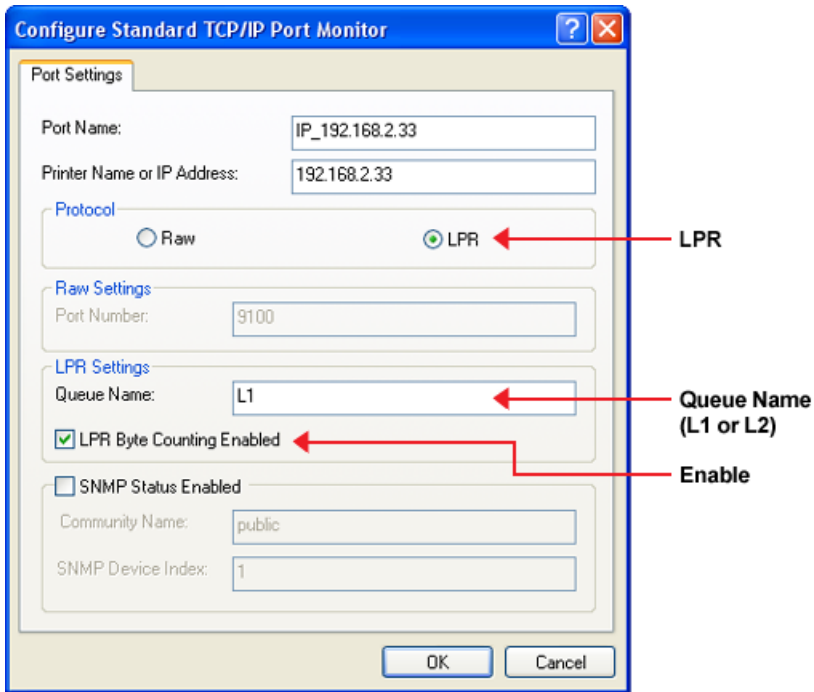 Configure Standard TCP/IP Port Monitor
Port Settings
Port Name: IP_192.168.2.33
Printer Name or IP Address: 192.168.2.33
Protocol
Raw LPR
LPR
Raw Settings
Port Number: 9100
LPR Settings
Queue Name: L1
Queue Name
(L1 or L2)
LPR Byte Counting Enabled
Enable
SNMP Status Enabled
Community Name: public
SNMP Device Index: 1
OK Cancel